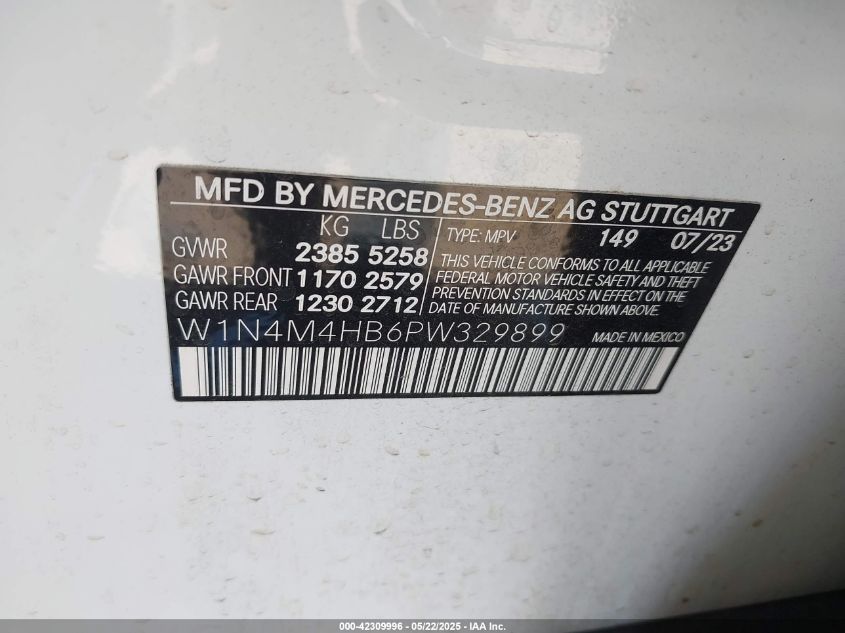 MFD BY MERCEDES-BENZ AG STUTTGART
KG LBS
GVWR 2385 5258
GAWR FRONT 1170 2579
GAWR REAR 1230 2712
TYPE: MPV 149 07/23
THIS VEHICLE CONFORMS TO ALL APPLICABLE
FEDERAL MOTOR VEHICLE SAFETY AND THEFT
PREVENTION STANDARDS IN EFFECT ON THE
DATE OF MANUFACTURE SHOWN ABOVE.
W1N4M4HB6PW329899 MADE IN MEXICO
000-42309996 - 05/22/2025 - IAA Inc.